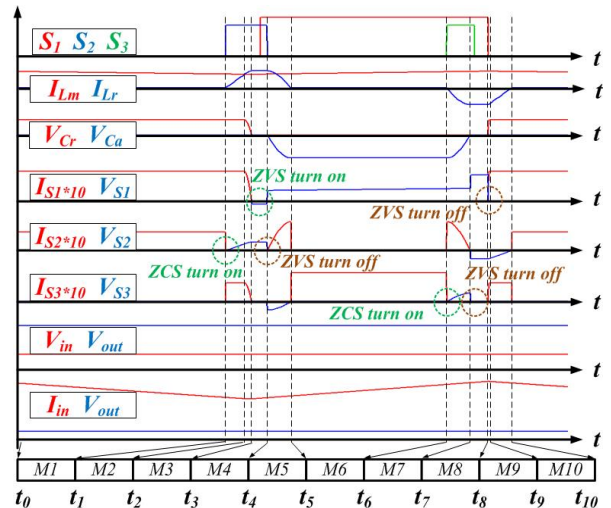 S1 S2 S3
t
ILm ILr
t
VCr VCa
t
ZVS turn on
IS1*10 VS1
t
ZVS turn off
IS2*10 VS2
t
ZCS turn on
ZVS turn off
ZVS turn off
IS3*10 VS3
t
ZCS turn on
Vin Vout
t
Iin Vout
t
M1 M2 M3 M4 M5 M6 M7 M8 M9 M10
t0 t1 t2 t3 t4 t5 t6 t7 t8 t9 t10